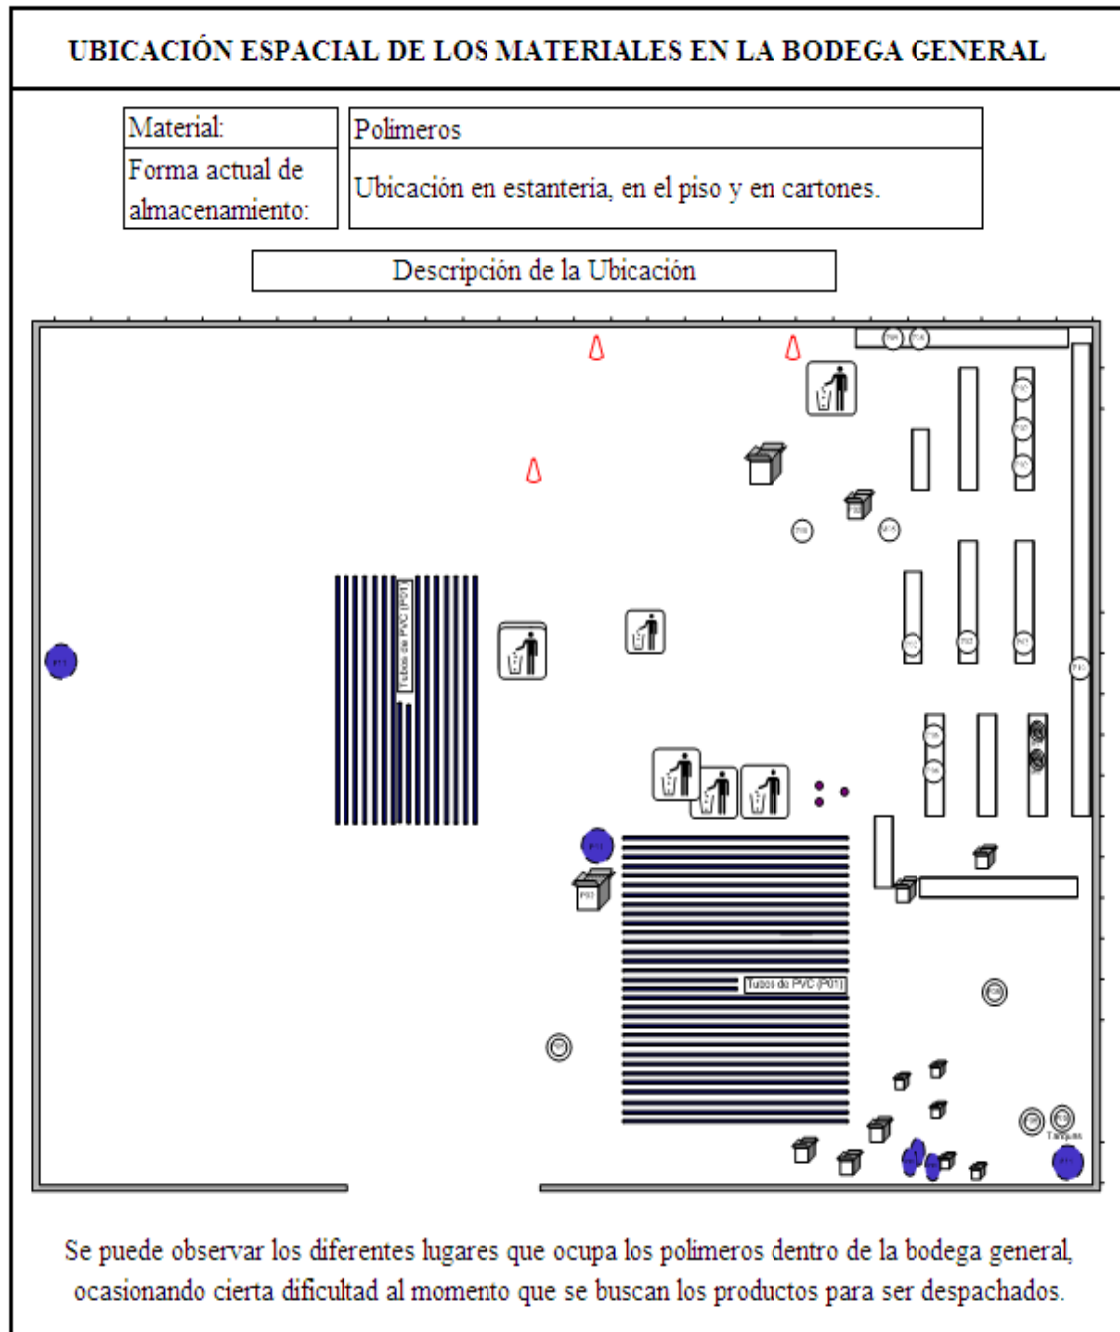 UBICACIÓN ESPACIAL DE LOS MATERIALES EN LA BODEGA GENERAL
Material:
Polimeros
Forma actual de
almacenamiento:
Ubicación en estanteria, en el piso y en cartones.
Descripción de la Ubicación
Tubos de PVC (P01)
Tubos de PVC (P01)
Tanques
Se puede observar los diferentes lugares que ocupa los polimeros dentro de la bodega general,
ocasionando cierta dificultad al momento que se buscan los productos para ser despachados.